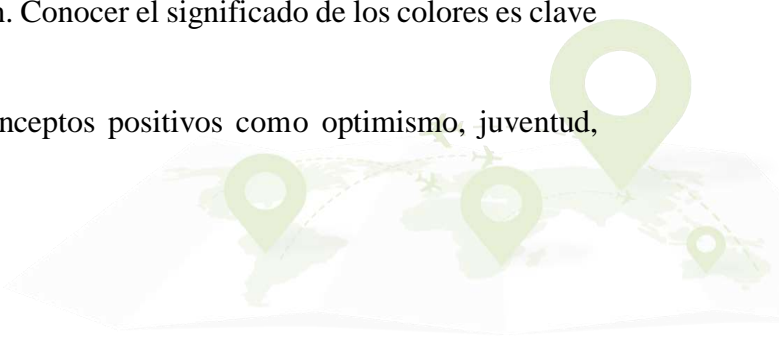 . Conocer el significado de los colores es clave
nceptos positivos como optimismo, juventud,